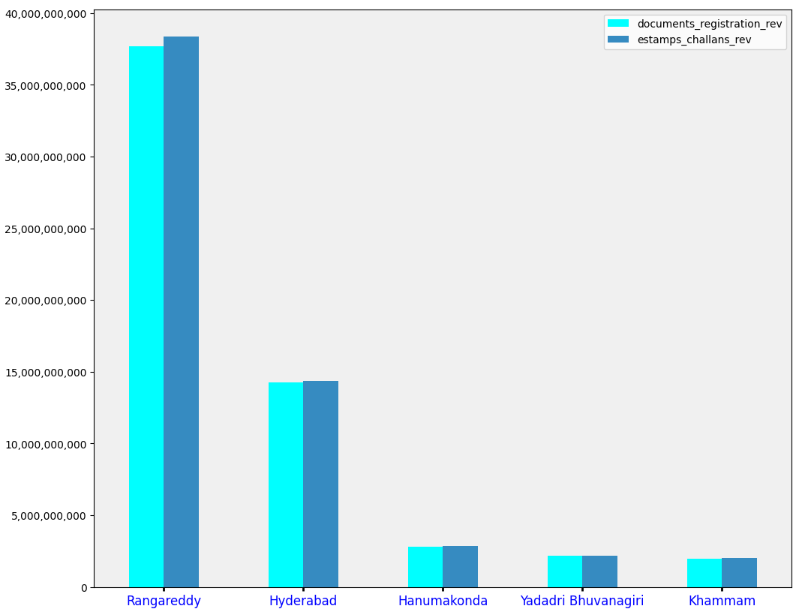 40,000,000,000
35,000,000,000
30,000,000,000
25,000,000,000
20,000,000,000
15,000,000,000
10,000,000,000
5,000,000,000
0
documents_registration_rev
estamps_challans_rev
Rangareddy
Hyderabad
Hanumakonda
Yadadri Bhuvanagiri
Khammam